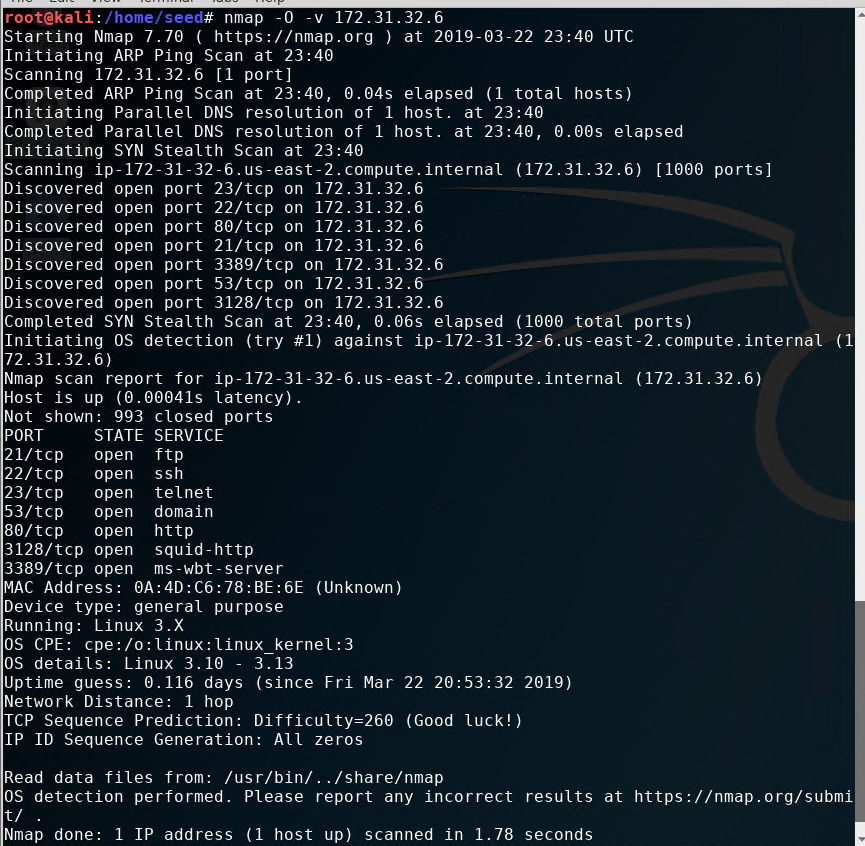 root@kali:/home/seed# nmap -O -v 172.31.32.6
Starting Nmap 7.70 ( https://nmap.org ) at 2019-03-22 23:40 UTC
Initiating ARP Ping Scan at 23:40
Scanning 172.31.32.6 [1 port]
Completed ARP Ping Scan at 23:40, 0.04s elapsed (1 total hosts)
Initiating Parallel DNS resolution of 1 host. at 23:40
Completed Parallel DNS resolution of 1 host. at 23:40, 0.00s elapsed
Initiating SYN Stealth Scan at 23:40
Scanning ip-172-31-32-6.us-east-2.compute.internal (172.31.32.6) [1000 ports]
Discovered open port 23/tcp on 172.31.32.6
Discovered open port 22/tcp on 172.31.32.6
Discovered open port 80/tcp on 172.31.32.6
Discovered open port 21/tcp on 172.31.32.6
Discovered open port 3389/tcp on 172.31.32.6
Discovered open port 53/tcp on 172.31.32.6
Discovered open port 3128/tcp on 172.31.32.6
Completed SYN Stealth Scan at 23:40, 0.06s elapsed (1000 total ports)
Initiating OS detection (try #1) against ip-172-31-32-6.us-east-2.compute.internal (1
72.31.32.6)
Nmap scan report for ip-172-31-32-6.us-east-2.compute.internal (172.31.32.6)
Host is up (0.00041s latency).
Not shown: 993 closed ports
PORT     STATE SERVICE
21/tcp   open  ftp
22/tcp   open  ssh
23/tcp   open  telnet
53/tcp   open  domain
80/tcp   open  http
3128/tcp open  squid-http
3389/tcp open  ms-wbt-server
MAC Address: 0A:4D:C6:78:BE:6E (Unknown)
Device type: general purpose
Running: Linux 3.X
OS CPE: cpe:/o:linux:linux_kernel:3
OS details: Linux 3.10 - 3.13
Uptime guess: 0.116 days (since Fri Mar 22 20:53:32 2019)
Network Distance: 1 hop
TCP Sequence Prediction: Difficulty=260 (Good luck!)
IP ID Sequence Generation: All zeros

Read data files from: /usr/bin/../share/nmap
OS detection performed. Please report any incorrect results at https://nmap.org/submi
t/ .
Nmap done: 1 IP address (1 host up) scanned in 1.78 seconds